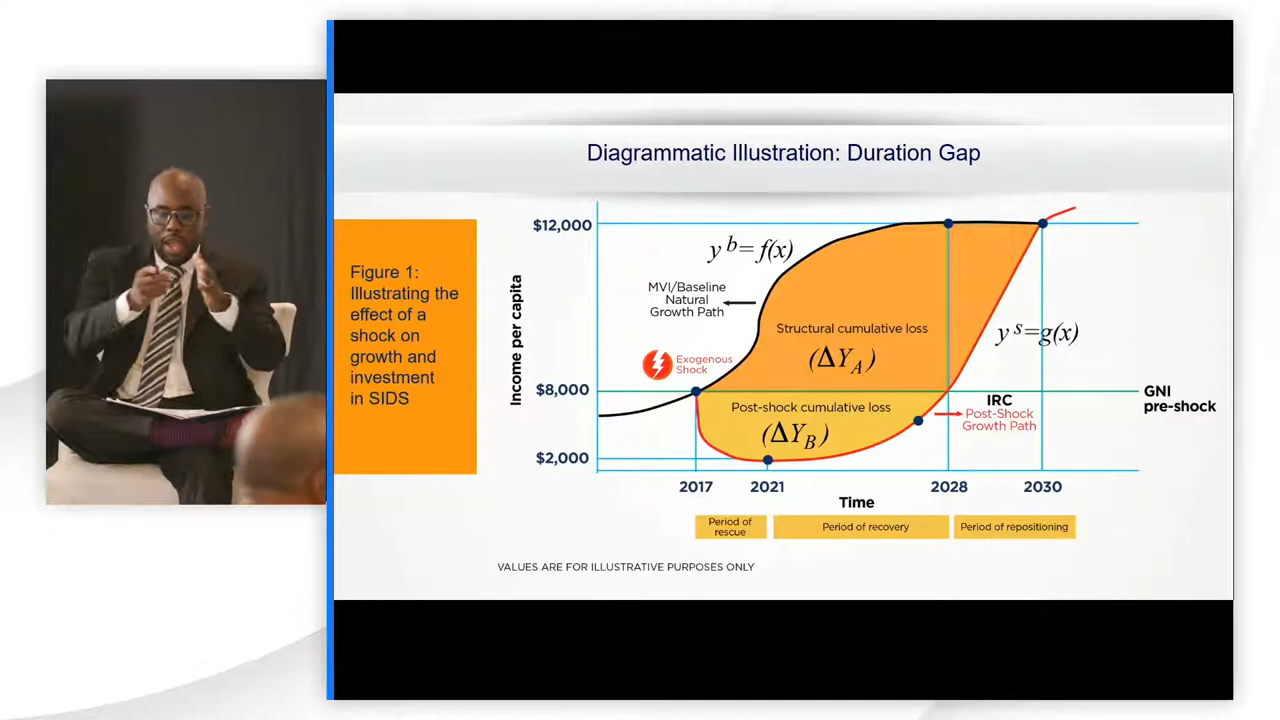 Diagrammatic Illustration: Duration Gap
Figure 1:
Illustrating the
effect of a
shock on
growth and
investment
in SIDS
Income per capita
$12,000
$8,000
$2,000
y b= f(x)
MVI/Baseline
Natural
Growth Path
Exogenous
Shock
Structural cumulative loss
(ΔYA)
Post-shock cumulative loss
(ΔYB)
y s=g(x)
IRC
Post-Shock
Growth Path
GNI
pre-shock
2017
2021
2028
2030
Time
Period of
rescue
Period of recovery
Period of repositioning
VALUES ARE FOR ILLUSTRATIVE PURPOSES ONLY